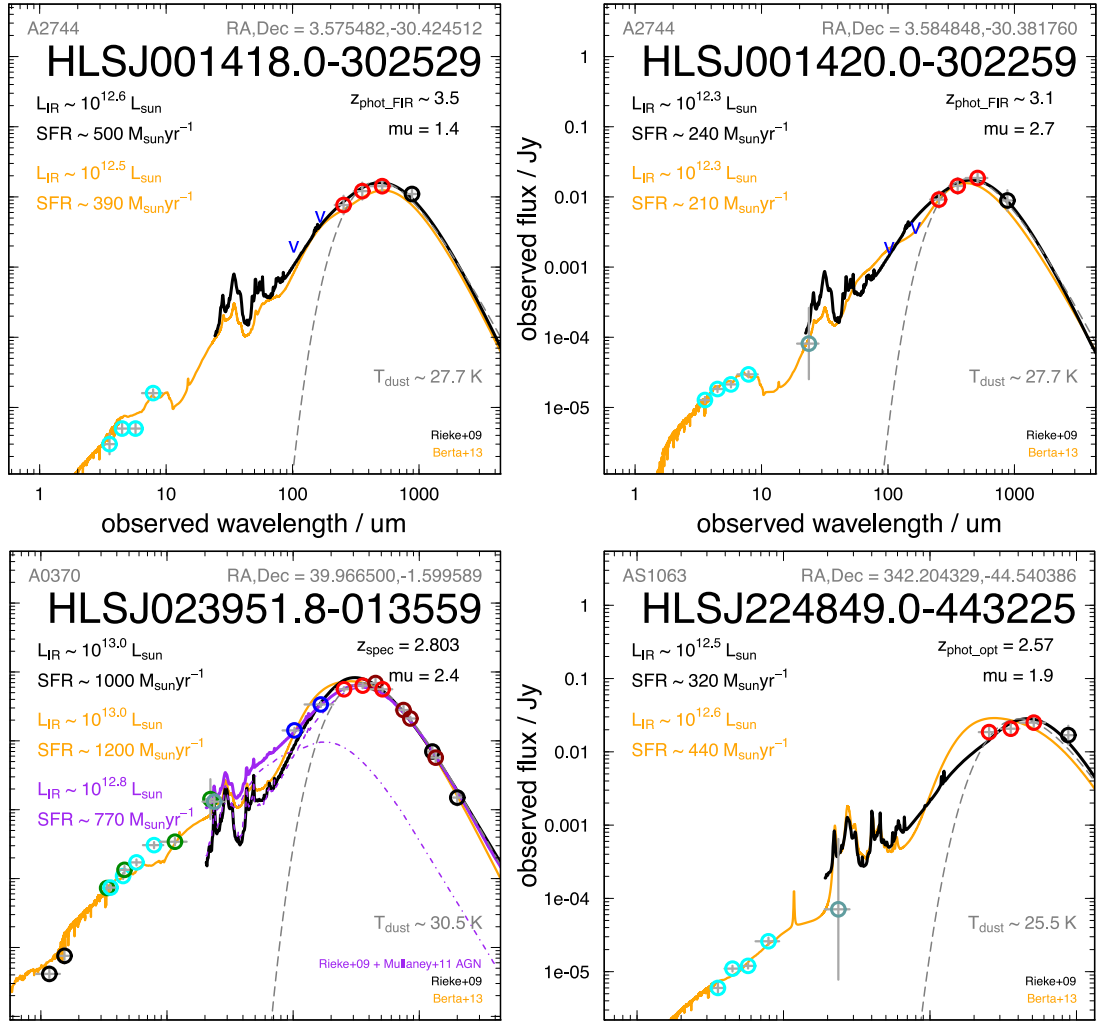 A2744 RA,Dec = 3.575482,-30.424512
HLSJ001418.0-302529
L_IR ~ 10^12.6 L_sun z_phot_FIR ~ 3.5
SFR ~ 500 M_sun yr^−1 mu = 1.4
L_IR ~ 10^12.5 L_sun
SFR ~ 390 M_sun yr^−1
v
v
T_dust ~ 27.7 K
Rieke+09
Berta+13
1 10 100 1000
observed wavelength / um
A2744 RA,Dec = 3.584848,-30.381760
HLSJ001420.0-302259
L_IR ~ 10^12.3 L_sun z_phot_FIR ~ 3.1
SFR ~ 240 M_sun yr^−1 mu = 2.7
L_IR ~ 10^12.3 L_sun
SFR ~ 210 M_sun yr^−1
v
v
T_dust ~ 27.7 K
Rieke+09
Berta+13
observed flux / Jy
1
0.1
0.01
0.001
1e-04
1e-05
1 10 100 1000
observed wavelength / um
A0370 RA,Dec = 39.966500,-1.599589
HLSJ023951.8-013559
L_IR ~ 10^13.0 L_sun z_spec = 2.803
SFR ~ 1000 M_sun yr^−1 mu = 2.4
L_IR ~ 10^13.0 L_sun
SFR ~ 1200 M_sun yr^−1
L_IR ~ 10^12.8 L_sun
SFR ~ 770 M_sun yr^−1
T_dust ~ 30.5 K
Rieke+09 + Mullaney+11 AGN
Rieke+09
Berta+13
AS1063 RA,Dec = 342.204329,-44.540386
HLSJ224849.0-443225
L_IR ~ 10^12.5 L_sun z_phot_opt = 2.57
SFR ~ 320 M_sun yr^−1 mu = 1.9
L_IR ~ 10^12.6 L_sun
SFR ~ 440 M_sun yr^−1
T_dust ~ 25.5 K
Rieke+09
Berta+13
observed flux / Jy
1
0.1
0.01
0.001
1e-04
1e-05